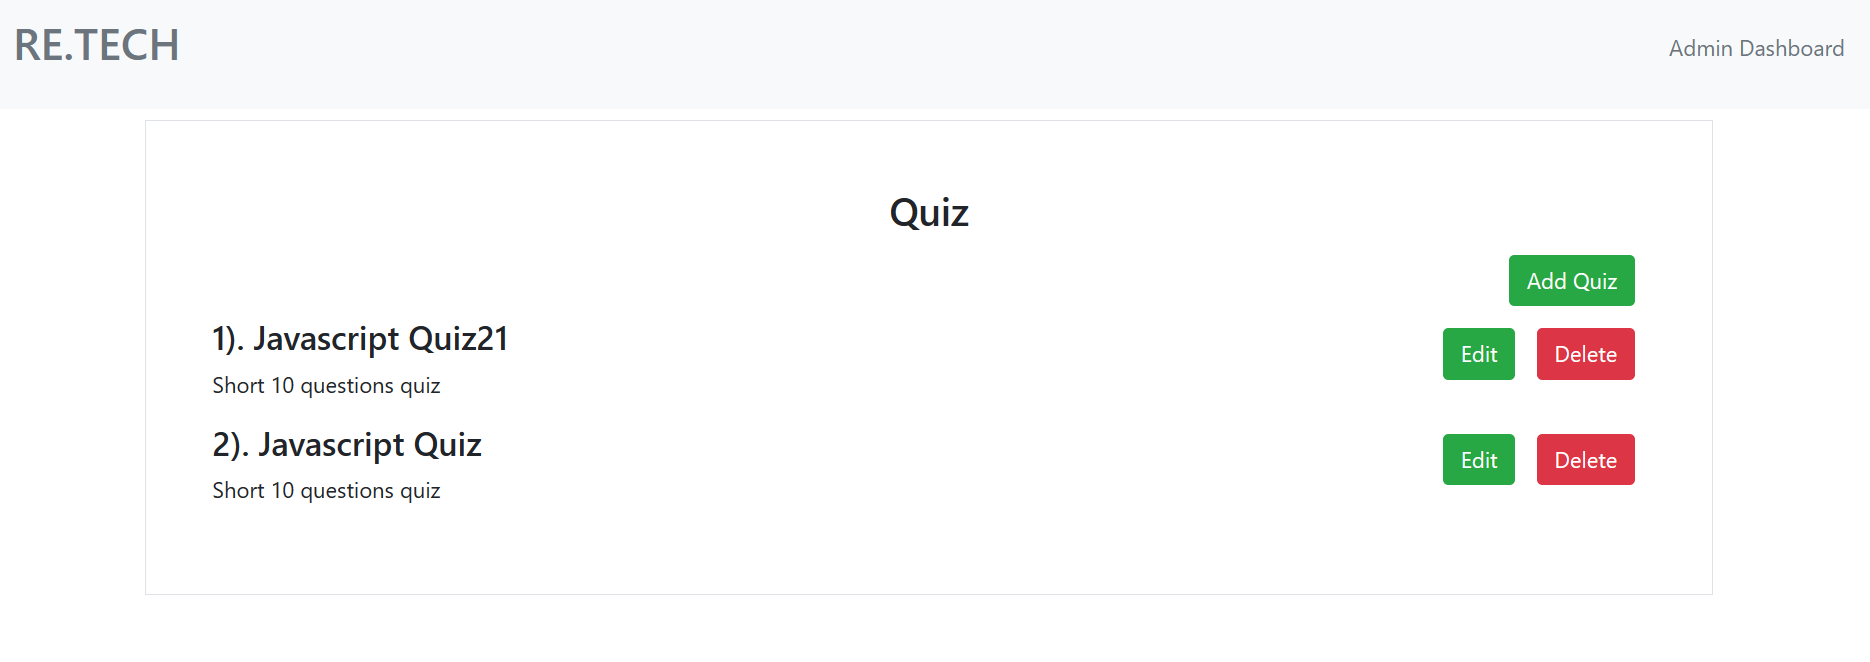 RE.TECH
Admin Dashboard
Quiz
Add Quiz
1). Javascript Quiz21
Edit
Delete
Short 10 questions quiz
2). Javascript Quiz
Edit
Delete
Short 10 questions quiz